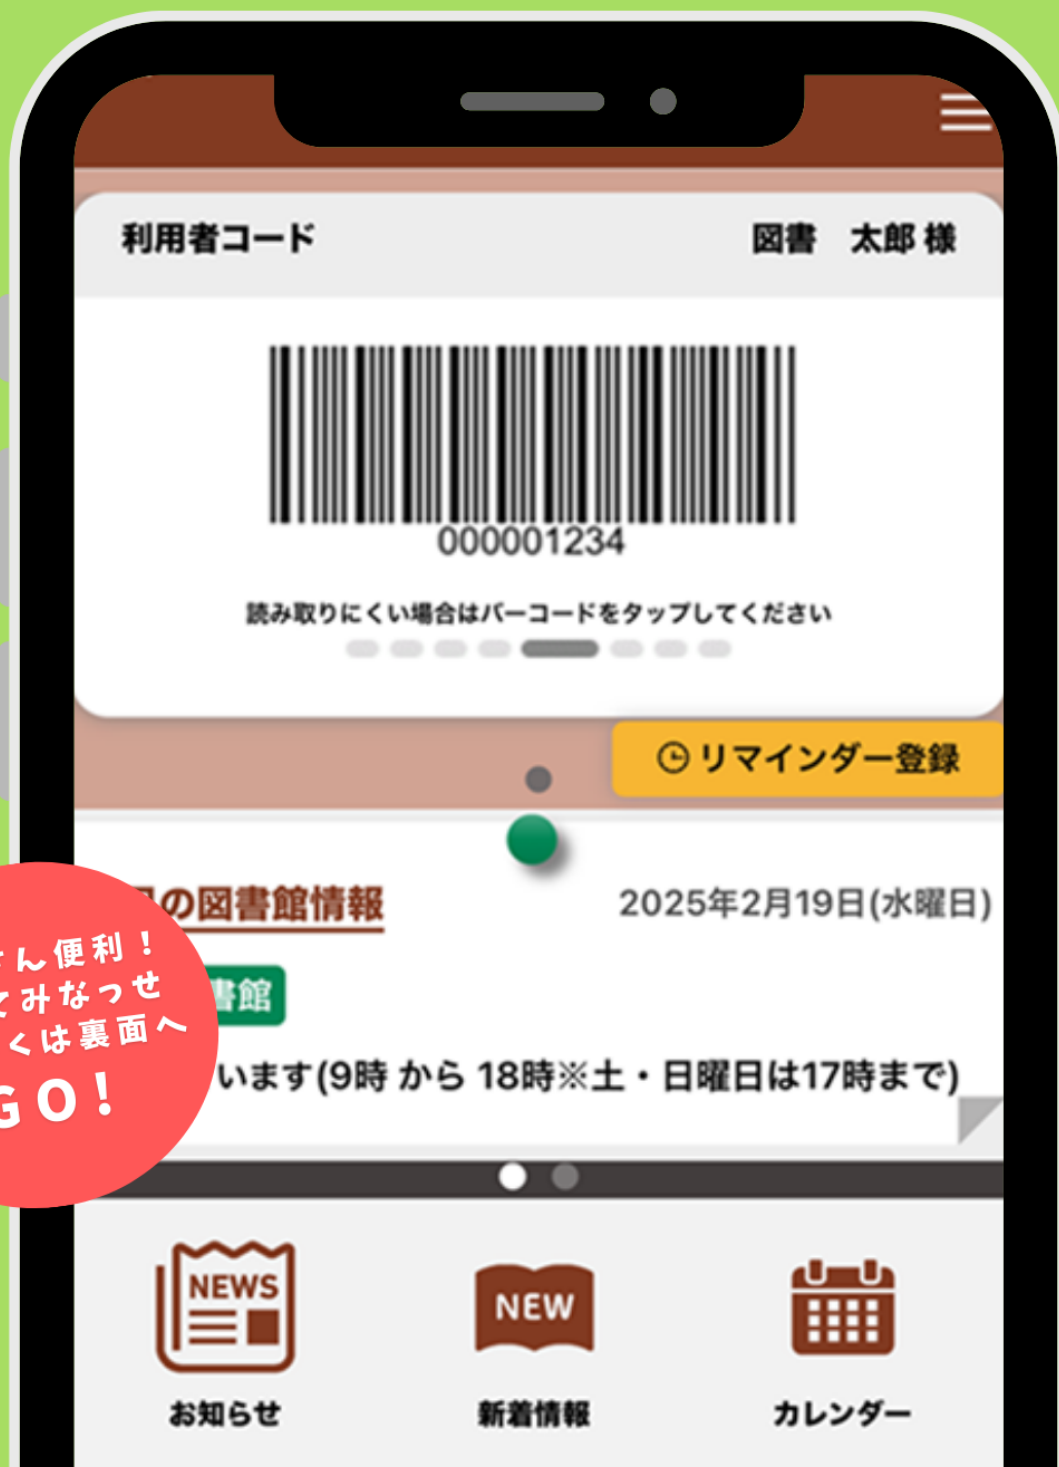 利用者コード 図書 太郎 様
000001234
読み取りにくい場合はバーコードをタップしてください
リマインダー登録
の図書館情報 2025年2月19日(水曜日)
書館
います(9時 から 18時※土・日曜日は17時まで)
さん便利！
てみなっせ
くは裏面へ
GO!
NEWS
NEW
お知らせ 新着情報 カレンダー